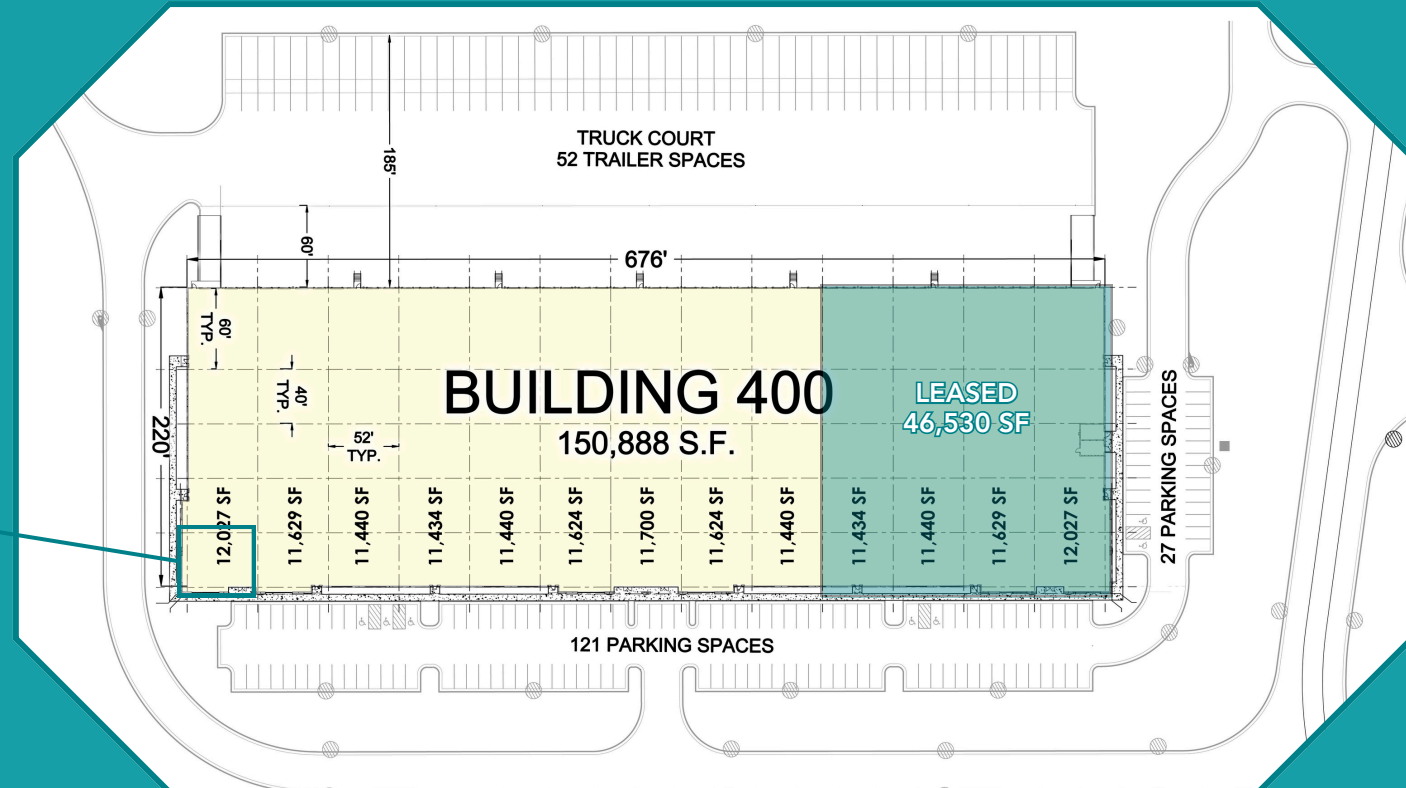 TRUCK COURT
52 TRAILER SPACES
185'
60'
676'
60'
TYP.
40'
TYP.
52'
TYP.
220'
BUILDING 400
150,888 S.F.
LEASED
46,530 SF
12,027 SF
11,629 SF
11,440 SF
11,434 SF
11,440 SF
11,624 SF
11,700 SF
11,624 SF
11,440 SF
11,434 SF
11,440 SF
11,629 SF
12,027 SF
27 PARKING SPACES
121 PARKING SPACES